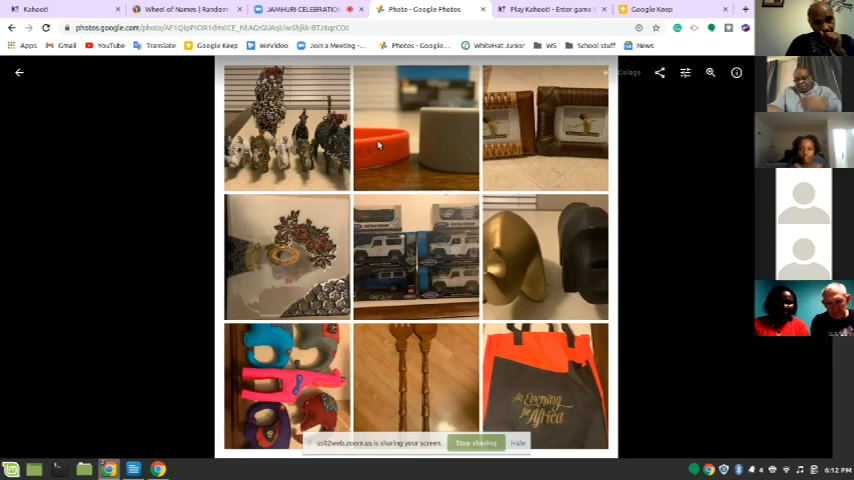 Kahoot!
Wheel of Names | Random
JAMHURI CELEBRATION
Photo - Google Photos
Play Kahoot! - Enter game
Google Keep
Apps
Gmail
YouTube
Translate
Google Keep
WeVideo
Join a Meeting -...
Photos - Google...
WhiteHat Junior
WS
School stuff
News
Collage
An Evening
for Africa
us02web.zoom.us is sharing your screen.
Stop sharing
Hide
4
6:12 PM